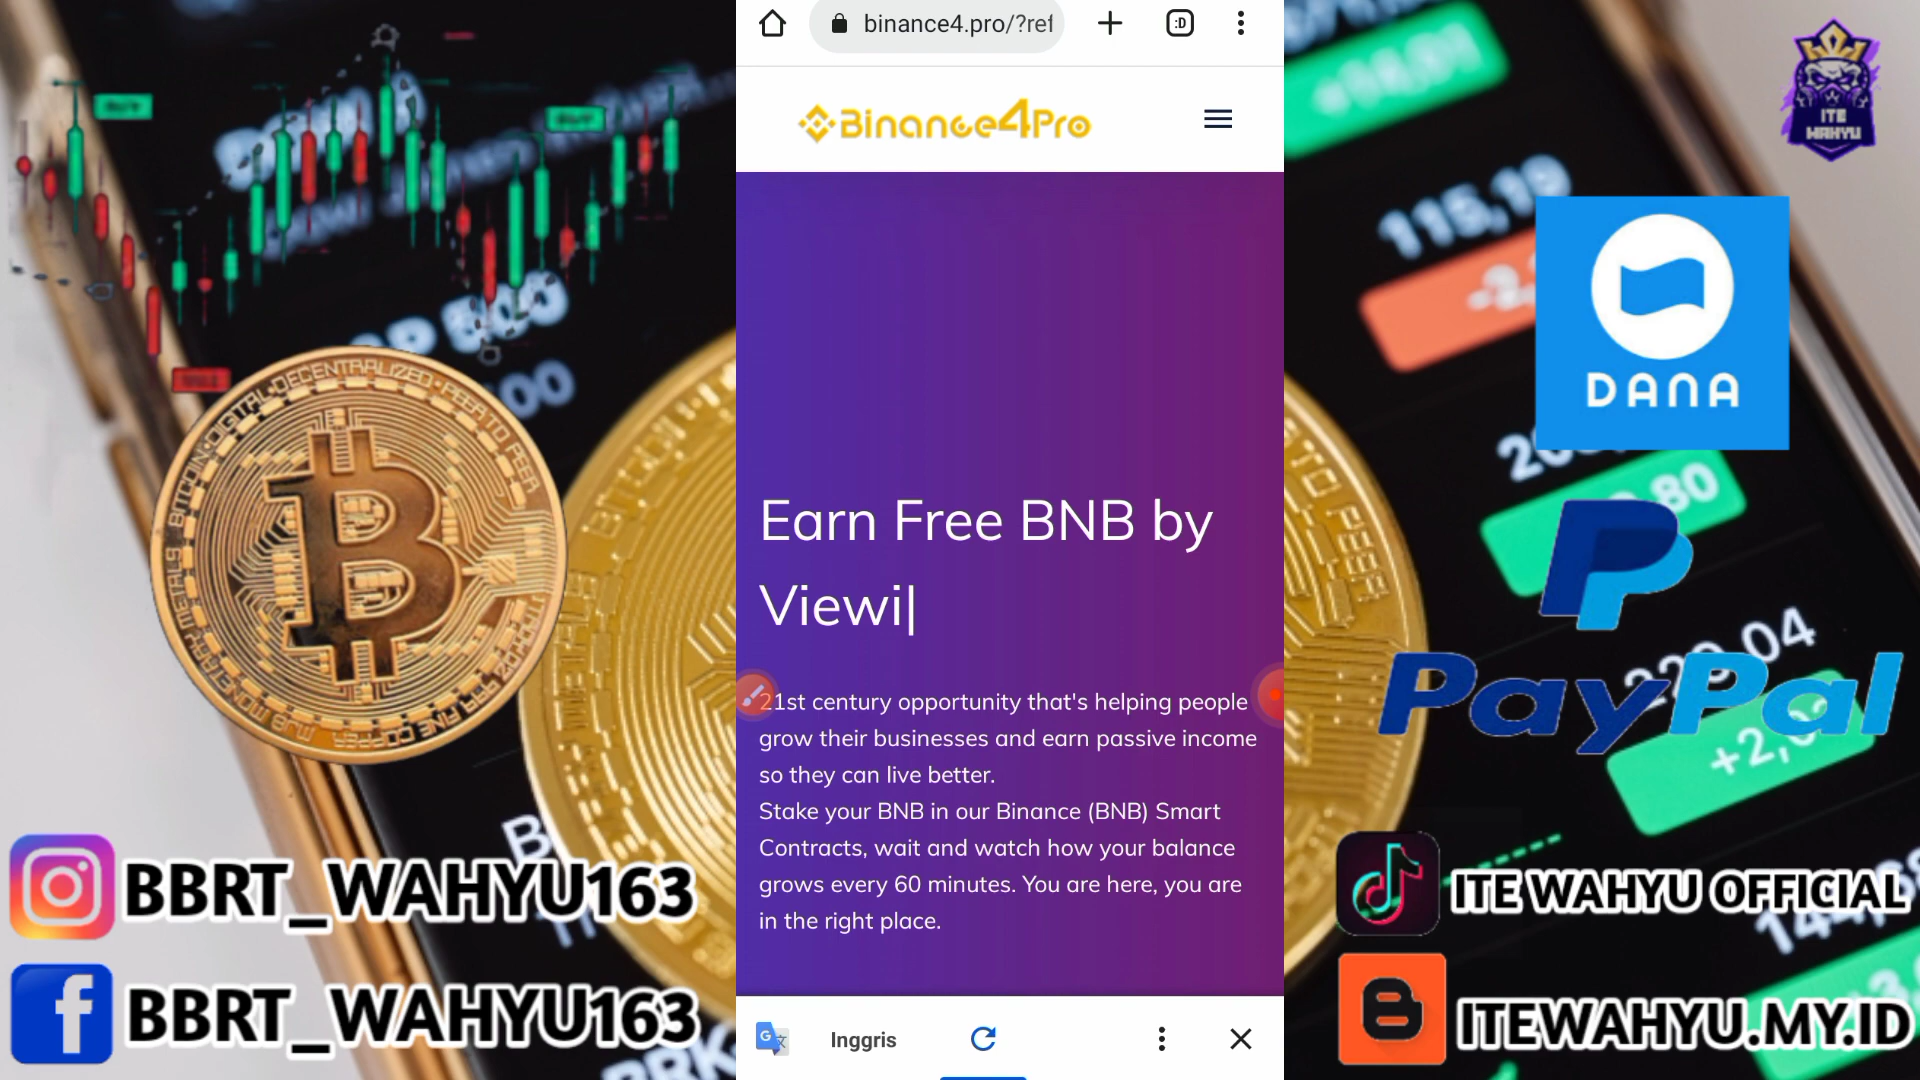 binance4.pro/?ref
:D
Binance4Pro
Earn Free BNB by
Viewi|
21st century opportunity that's helping people
grow their businesses and earn passive income
so they can live better.
Stake your BNB in our Binance (BNB) Smart
Contracts, wait and watch how your balance
grows every 60 minutes. You are here, you are
in the right place.
Inggris
BBRT_WAHYU163
BBRT_WAHYU163
ITE
WAHYU
115,19
DANA
PayPal
ITE WAHYU OFFICIAL
ITEWAHYU.MY.ID